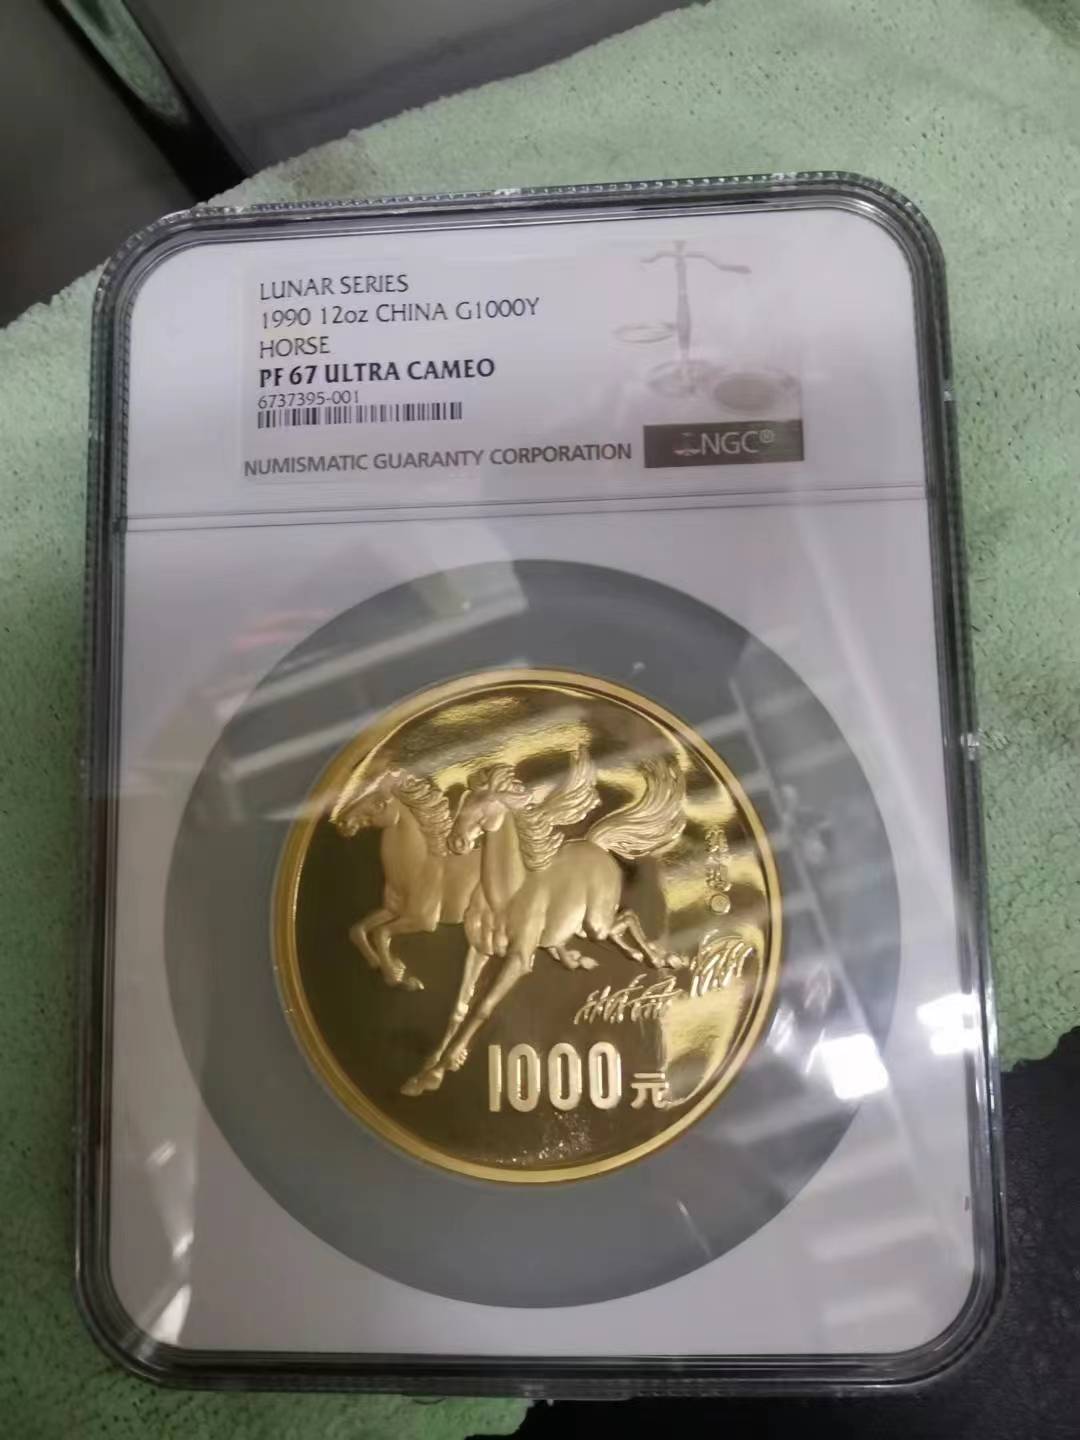 LUNAR SERIES
1990 12oz CHINA G1000Y
HORSE
PF 67 ULTRA CAMEO
6737395-001
NUMISMATIC GUARANTY CORPORATION
NGC®
1000元